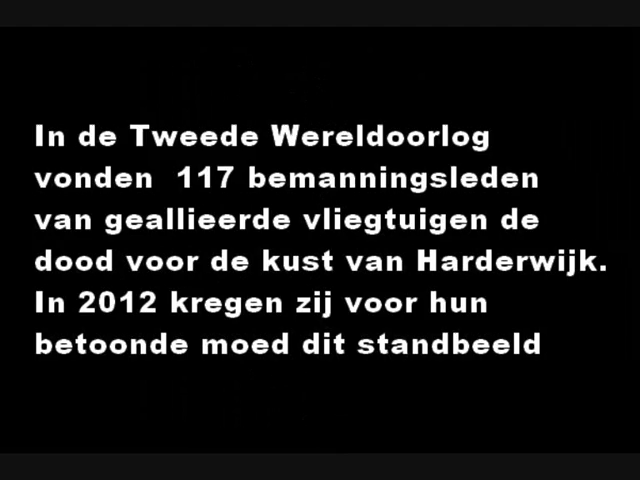 In de Tweede Wereldoorlog
vonden  117 bemanningsleden
van geallieerde vliegtuigen de
dood voor de kust van Harderwijk.
In 2012 kregen zij voor hun
betoonde moed dit standbeeld